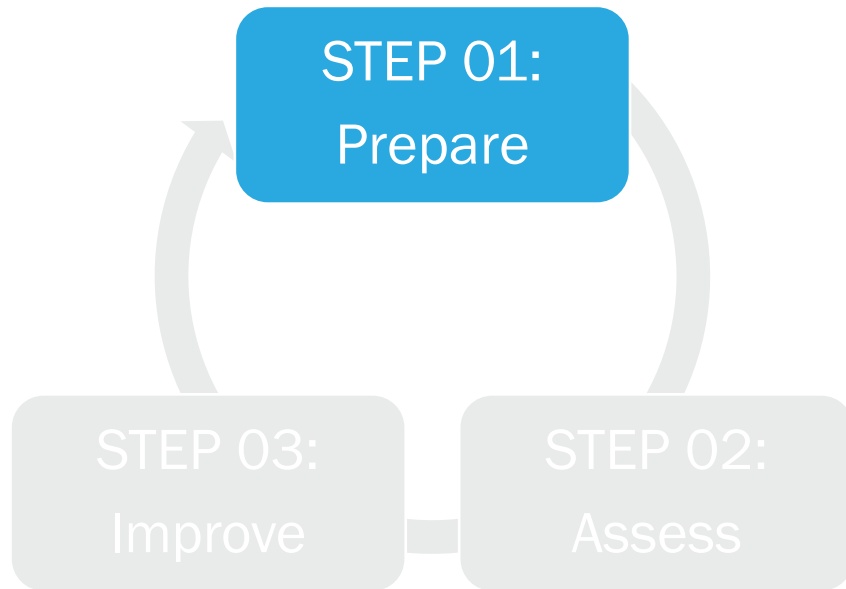 STEP 01:
Prepare
STEP 03:
Improve
STEP 02:
Assess